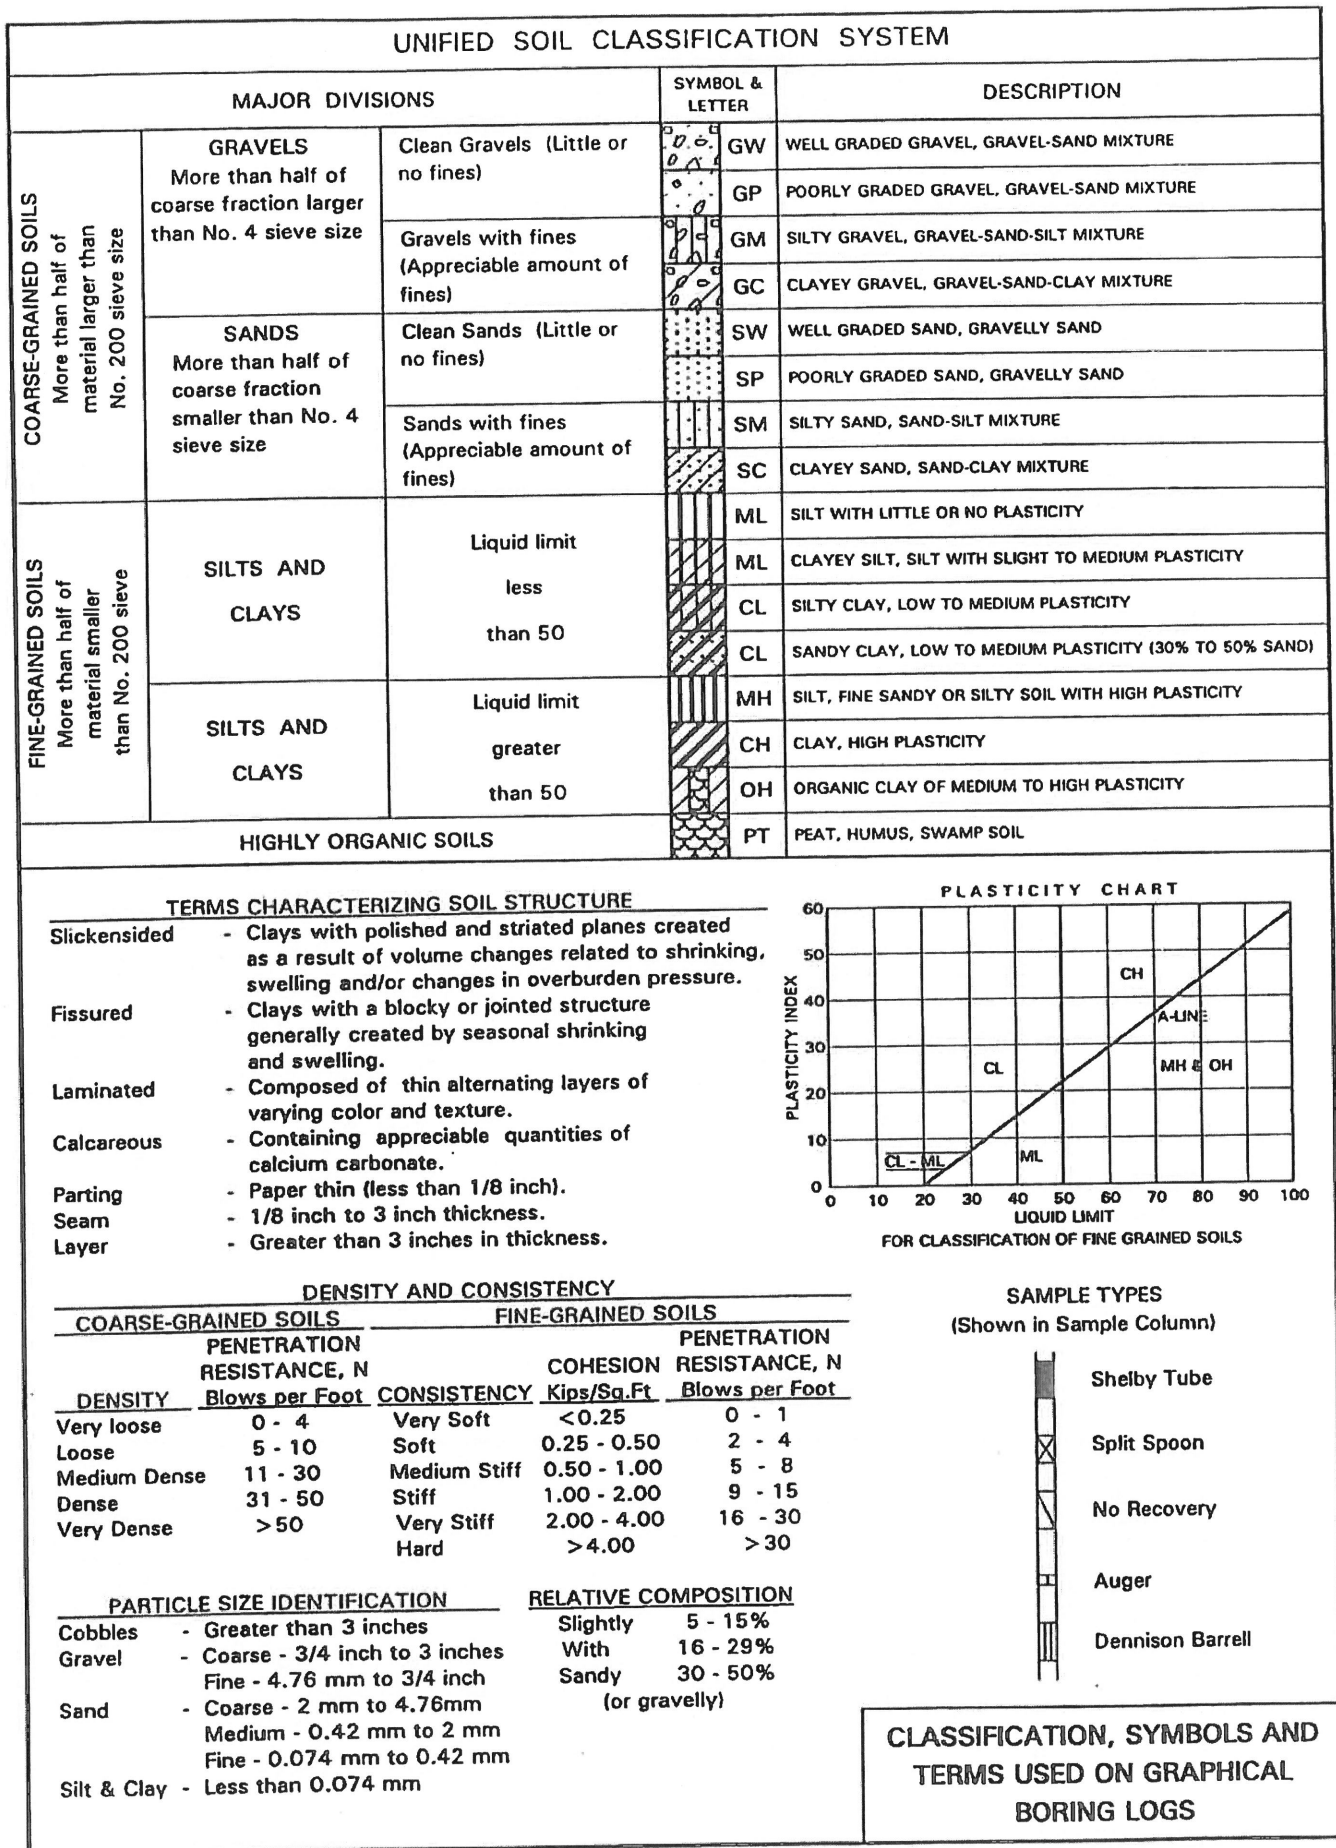 UNIFIED SOIL CLASSIFICATION SYSTEM
MAJOR DIVISIONS
SYMBOL &
LETTER
DESCRIPTION
COARSE-GRAINED SOILS
More than half of
material larger than
No. 200 sieve size
GRAVELS
More than half of
coarse fraction larger
than No. 4 sieve size
Clean Gravels (Little or
no fines)
GW WELL GRADED GRAVEL, GRAVEL-SAND MIXTURE
GP POORLY GRADED GRAVEL, GRAVEL-SAND MIXTURE
Gravels with fines
(Appreciable amount of
fines)
GM SILTY GRAVEL, GRAVEL-SAND-SILT MIXTURE
GC CLAYEY GRAVEL, GRAVEL-SAND-CLAY MIXTURE
SANDS
More than half of
coarse fraction
smaller than No. 4
sieve size
Clean Sands (Little or
no fines)
SW WELL GRADED SAND, GRAVELLY SAND
SP POORLY GRADED SAND, GRAVELLY SAND
Sands with fines
(Appreciable amount of
fines)
SM SILTY SAND, SAND-SILT MIXTURE
SC CLAYEY SAND, SAND-CLAY MIXTURE
FINE-GRAINED SOILS
More than half of
material smaller
than No. 200 sieve
SILTS AND
CLAYS
Liquid limit
less
than 50
ML SILT WITH LITTLE OR NO PLASTICITY
ML CLAYEY SILT, SILT WITH SLIGHT TO MEDIUM PLASTICITY
CL SILTY CLAY, LOW TO MEDIUM PLASTICITY
CL SANDY CLAY, LOW TO MEDIUM PLASTICITY (30% TO 50% SAND)
SILTS AND
CLAYS
Liquid limit
greater
than 50
MH SILT, FINE SANDY OR SILTY SOIL WITH HIGH PLASTICITY
CH CLAY, HIGH PLASTICITY
OH ORGANIC CLAY OF MEDIUM TO HIGH PLASTICITY
HIGHLY ORGANIC SOILS
PT PEAT, HUMUS, SWAMP SOIL
TERMS CHARACTERIZING SOIL STRUCTURE
Slickensided - Clays with polished and striated planes created
as a result of volume changes related to shrinking,
swelling and/or changes in overburden pressure.
Fissured - Clays with a blocky or jointed structure
generally created by seasonal shrinking
and swelling.
Laminated - Composed of thin alternating layers of
varying color and texture.
Calcareous - Containing appreciable quantities of
calcium carbonate.
Parting - Paper thin (less than 1/8 inch).
Seam - 1/8 inch to 3 inch thickness.
Layer - Greater than 3 inches in thickness.
PLASTICITY CHART
PLASTICITY INDEX
60
50
40
30
20
10
0
CH
A-LINE
CL
MH & OH
CL - ML
ML
0 10 20 30 40 50 60 70 80 90 100
LIQUID LIMIT
FOR CLASSIFICATION OF FINE GRAINED SOILS
DENSITY AND CONSISTENCY
COARSE-GRAINED SOILS FINE-GRAINED SOILS
PENETRATION PENETRATION
RESISTANCE, N COHESION RESISTANCE, N
DENSITY Blows per Foot CONSISTENCY Kips/Sq.Ft Blows per Foot
Very loose 0 - 4 Very Soft <0.25 0 - 1
Loose 5 - 10 Soft 0.25 - 0.50 2 - 4
Medium Dense 11 - 30 Medium Stiff 0.50 - 1.00 5 - 8
Dense 31 - 50 Stiff 1.00 - 2.00 9 - 15
Very Dense >50 Very Stiff 2.00 - 4.00 16 - 30
Hard >4.00 >30
SAMPLE TYPES
(Shown in Sample Column)
Shelby Tube
Split Spoon
No Recovery
Auger
Dennison Barrell
PARTICLE SIZE IDENTIFICATION
Cobbles - Greater than 3 inches
Gravel - Coarse - 3/4 inch to 3 inches
Fine - 4.76 mm to 3/4 inch
Sand - Coarse - 2 mm to 4.76mm
Medium - 0.42 mm to 2 mm
Fine - 0.074 mm to 0.42 mm
Silt & Clay - Less than 0.074 mm
RELATIVE COMPOSITION
Slightly 5 - 15%
With 16 - 29%
Sandy 30 - 50%
(or gravelly)
CLASSIFICATION, SYMBOLS AND
TERMS USED ON GRAPHICAL
BORING LOGS